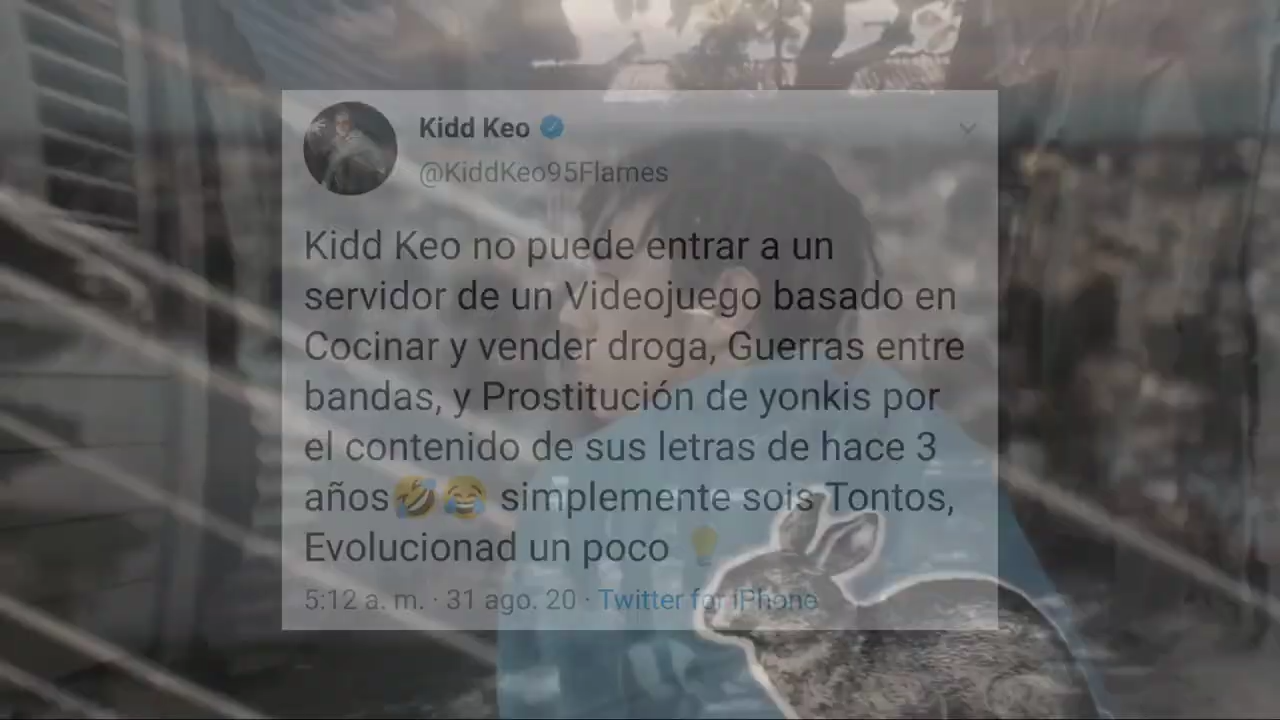 Kidd Keo
@KiddKeo95Flames
Kidd Keo no puede entrar a un
servidor de un Videojuego basado en
Cocinar y vender droga, Guerras entre
bandas, y Prostitución de yonkis por
el contenido de sus letras de hace 3
años🤣😂 simplemente sois Tontos,
Evolucionad un poco 💡
5:12 a. m. · 31 ago. 20 · Twitter for iPhone